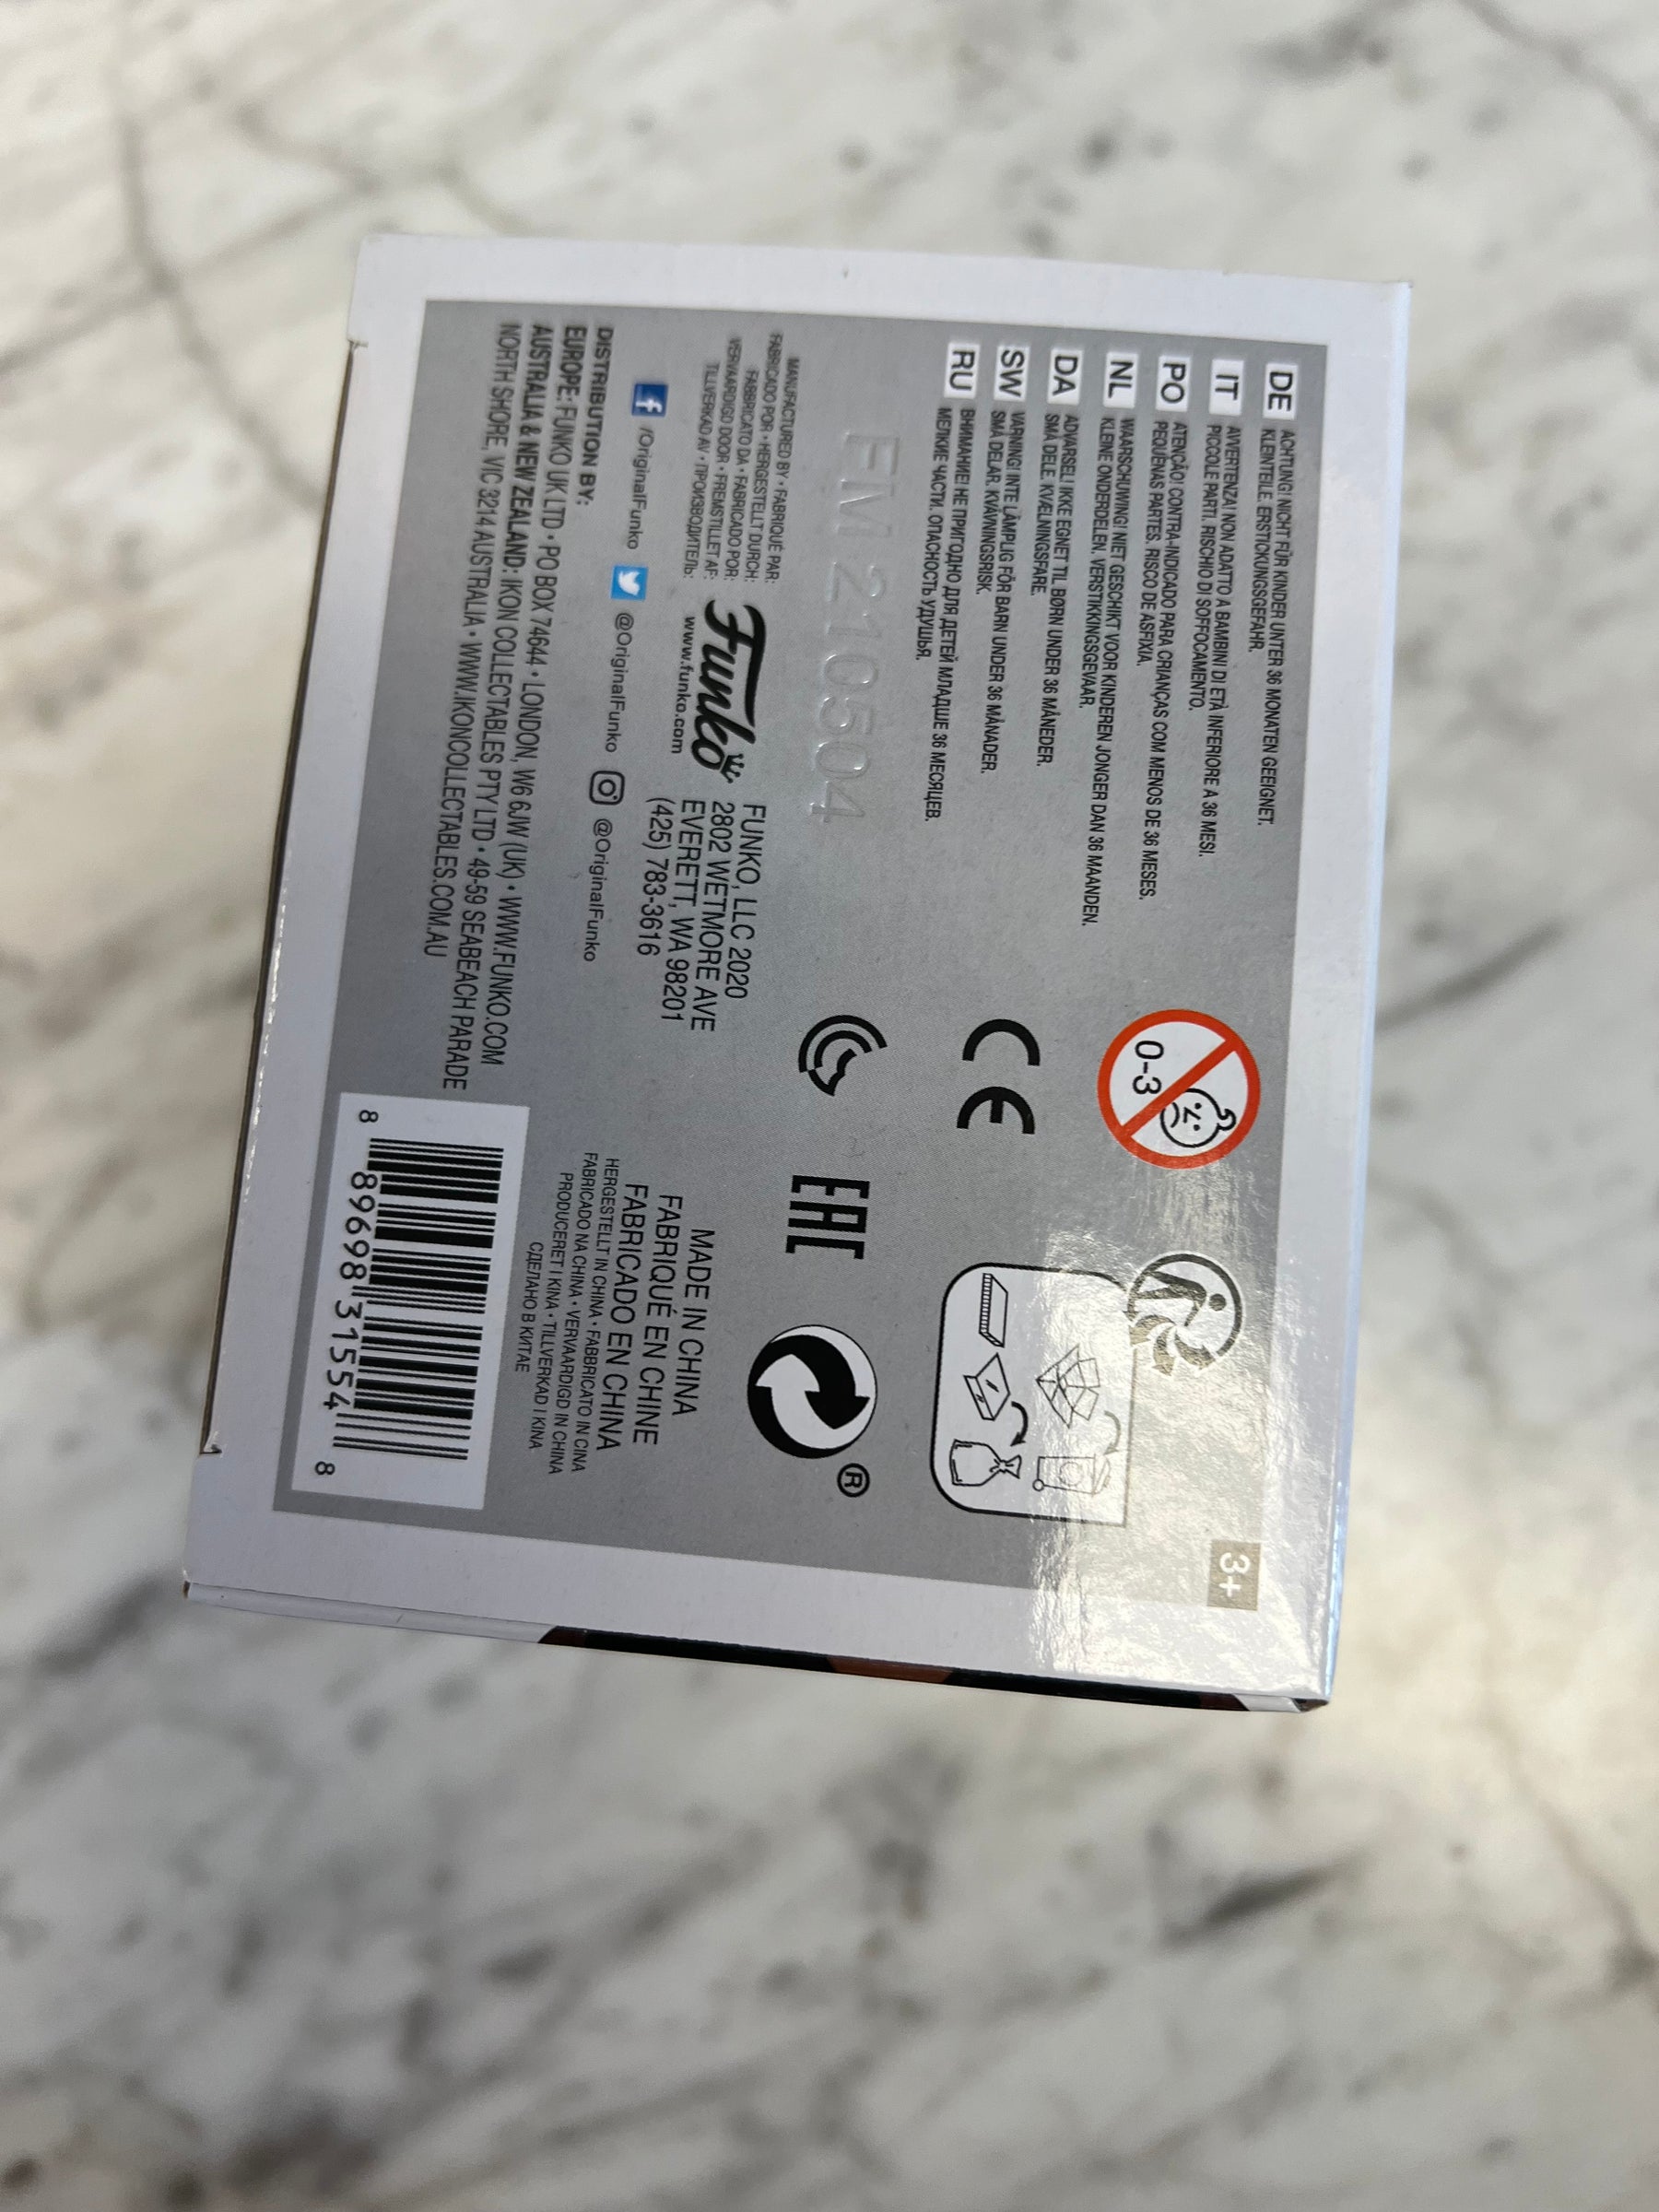 DE ACHTUNG! NICHT FÜR KINDER UNTER 36 MONATEN GEEIGNET.
KLEINTEILE. ERSTICKUNGSGEFAHR.
IT AVVERTENZA! NON ADATTO A BAMBINI DI ETÀ INFERIORE A 36 MESI.
PICCOLE PARTI. RISCHIO DI SOFFOCAMENTO.
PO ATENÇÃO! CONTRA-INDICADO PARA CRIANÇAS COM MENOS DE 36 MESES.
PEQUENAS PARTES. RISCO DE ASFIXIA.
NL WAARSCHUWING! NIET GESCHIKT VOOR KINDEREN JONGER DAN 36 MAANDEN.
KLEINE ONDERDELEN. VERSTIKKINGSGEVAAR.
DA ADVARSEL! IKKE EGNET TIL BØRN UNDER 36 MÅNEDER.
SMÅ DELE. KVÆLNINGSFARE.
SW VARNING! INTE LÄMPLIG FÖR BARN UNDER 36 MÅNADER.
SMÅ DELAR. KVÄVNINGSRISK.
RU ВНИМАНИЕ! НЕ ПРИГОДНО ДЛЯ ДЕТЕЙ МЛАДШЕ 36 МЕСЯЦЕВ.
МЕЛКИЕ ЧАСТИ. ОПАСНОСТЬ УДУШЬЯ.
0-3
3+
CE
EAC
®
FM 210504
MANUFACTURED BY • FABRIQUÉ PAR:
FABRICADO POR • HERGESTELLT DURCH:
FABBRICATO DA • FABRICADO POR:
VERVAARDIGD DOOR • FREMSTILLET AF:
TILLVERKAD AV • ПРОИЗВОДИТЕЛЬ:
Funko
www.funko.com
FUNKO, LLC 2020
2802 WETMORE AVE
EVERETT, WA 98201
(425) 783-3616
f /OriginalFunko @OriginalFunko @OriginalFunko
MADE IN CHINA
FABRIQUÉ EN CHINE
FABRICADO EN CHINA
HERGESTELLT IN CHINA • FABBRICATO IN CINA
FABRICADO NA CHINA • VERVAARDIGD IN CHINA
PRODUCERET I KINA • TILLVERKAD I KINA
СДЕЛАНО В КИТАЕ
DISTRIBUTION BY:
EUROPE: FUNKO UK LTD • PO BOX 74644 • LONDON, W6 6JW (UK) • WWW.FUNKO.COM
AUSTRALIA & NEW ZEALAND: IKON COLLECTABLES PTY LTD • 49-59 SEABEACH PARADE
NORTH SHORE, VIC 3214 AUSTRALIA • WWW.IKONCOLLECTABLES.COM.AU
8 89698 31554 8